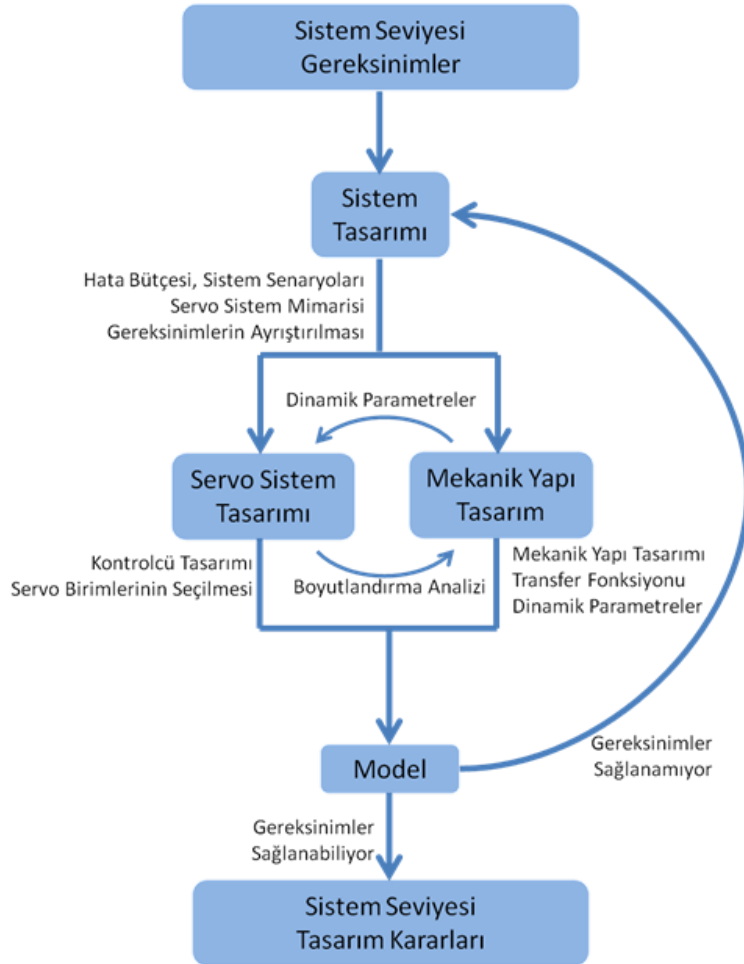 Sistem Seviyesi
Gereksinimler
Sistem
Tasarımı
Hata Bütçesi, Sistem Senaryoları
Servo Sistem Mimarisi
Gereksinimlerin Ayrıştırılması
Dinamik Parametreler
Servo Sistem
Tasarımı
Mekanik Yapı
Tasarım
Kontrolcü Tasarımı
Servo Birimlerinin Seçilmesi
Boyutlandırma Analizi
Mekanik Yapı Tasarımı
Transfer Fonksiyonu
Dinamik Parametreler
Model
Gereksinimler
Sağlanamıyor
Gereksinimler
Sağlanabiliyor
Sistem Seviyesi
Tasarım Kararları